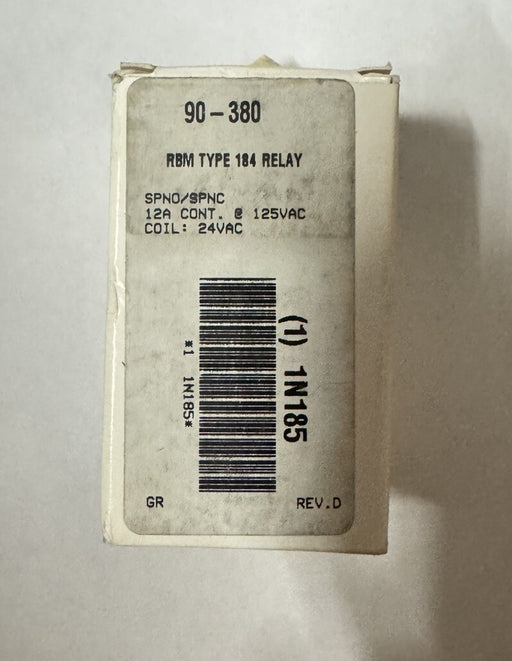 90-380
RBM TYPE 184 RELAY
SPNO/SPNC
12A CONT. @ 125VAC
COIL: 24VAC
(1) 1N185
*1 1N185*
GR
REV.D